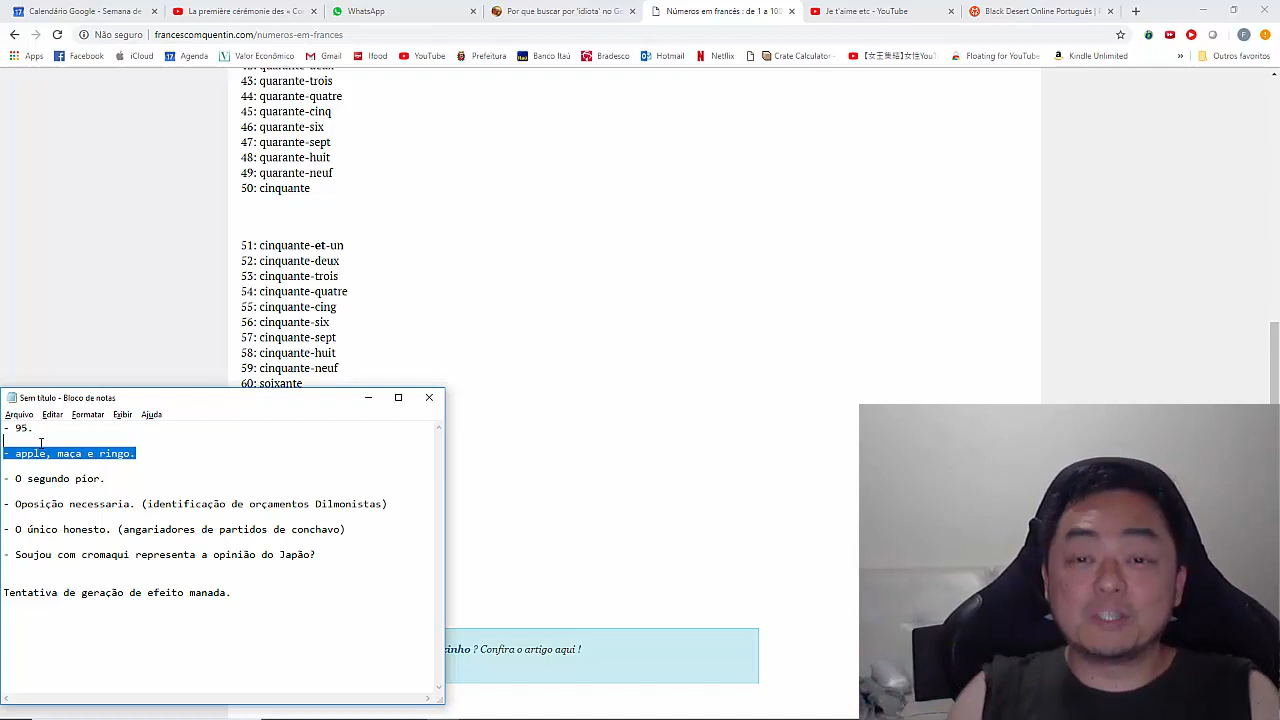 Calendário Google - Semana de
La première cérémonie des « Co
WhatsApp
Por que buscar por 'idiota' no Go
Números em francês : de 1 a 100
Je t'aime etc - YouTube
Black Desert Online Português |
Não seguro | francescomquentin.com/numeros-em-frances
Apps Facebook iCloud Agenda Valor Econômico Gmail Ifood YouTube Prefeitura Banco Itaú Bradesco Hotmail Netflix Crate Calculator - Floating for YouTube Kindle Unlimited » Outros favoritos
43: quarante-trois
44: quarante-quatre
45: quarante-cinq
46: quarante-six
47: quarante-sept
48: quarante-huit
49: quarante-neuf
50: cinquante
51: cinquante-et-un
52: cinquante-deux
53: cinquante-trois
54: cinquante-quatre
55: cinquante-cinq
56: cinquante-six
57: cinquante-sept
58: cinquante-huit
59: cinquante-neuf
60: soixante
Sem título - Bloco de notas
Arquivo Editar Formatar Exibir Ajuda
- 95.
- apple, maça e ringo.
- O segundo pior.
- Oposição necessaria. (identificação de orçamentos Dilmonistas)
- O único honesto. (angariadores de partidos de conchavo)
- Soujou com cromaqui representa a opinião do Japão?
Tentativa de geração de efeito manada.
? Confira o artigo aqui !